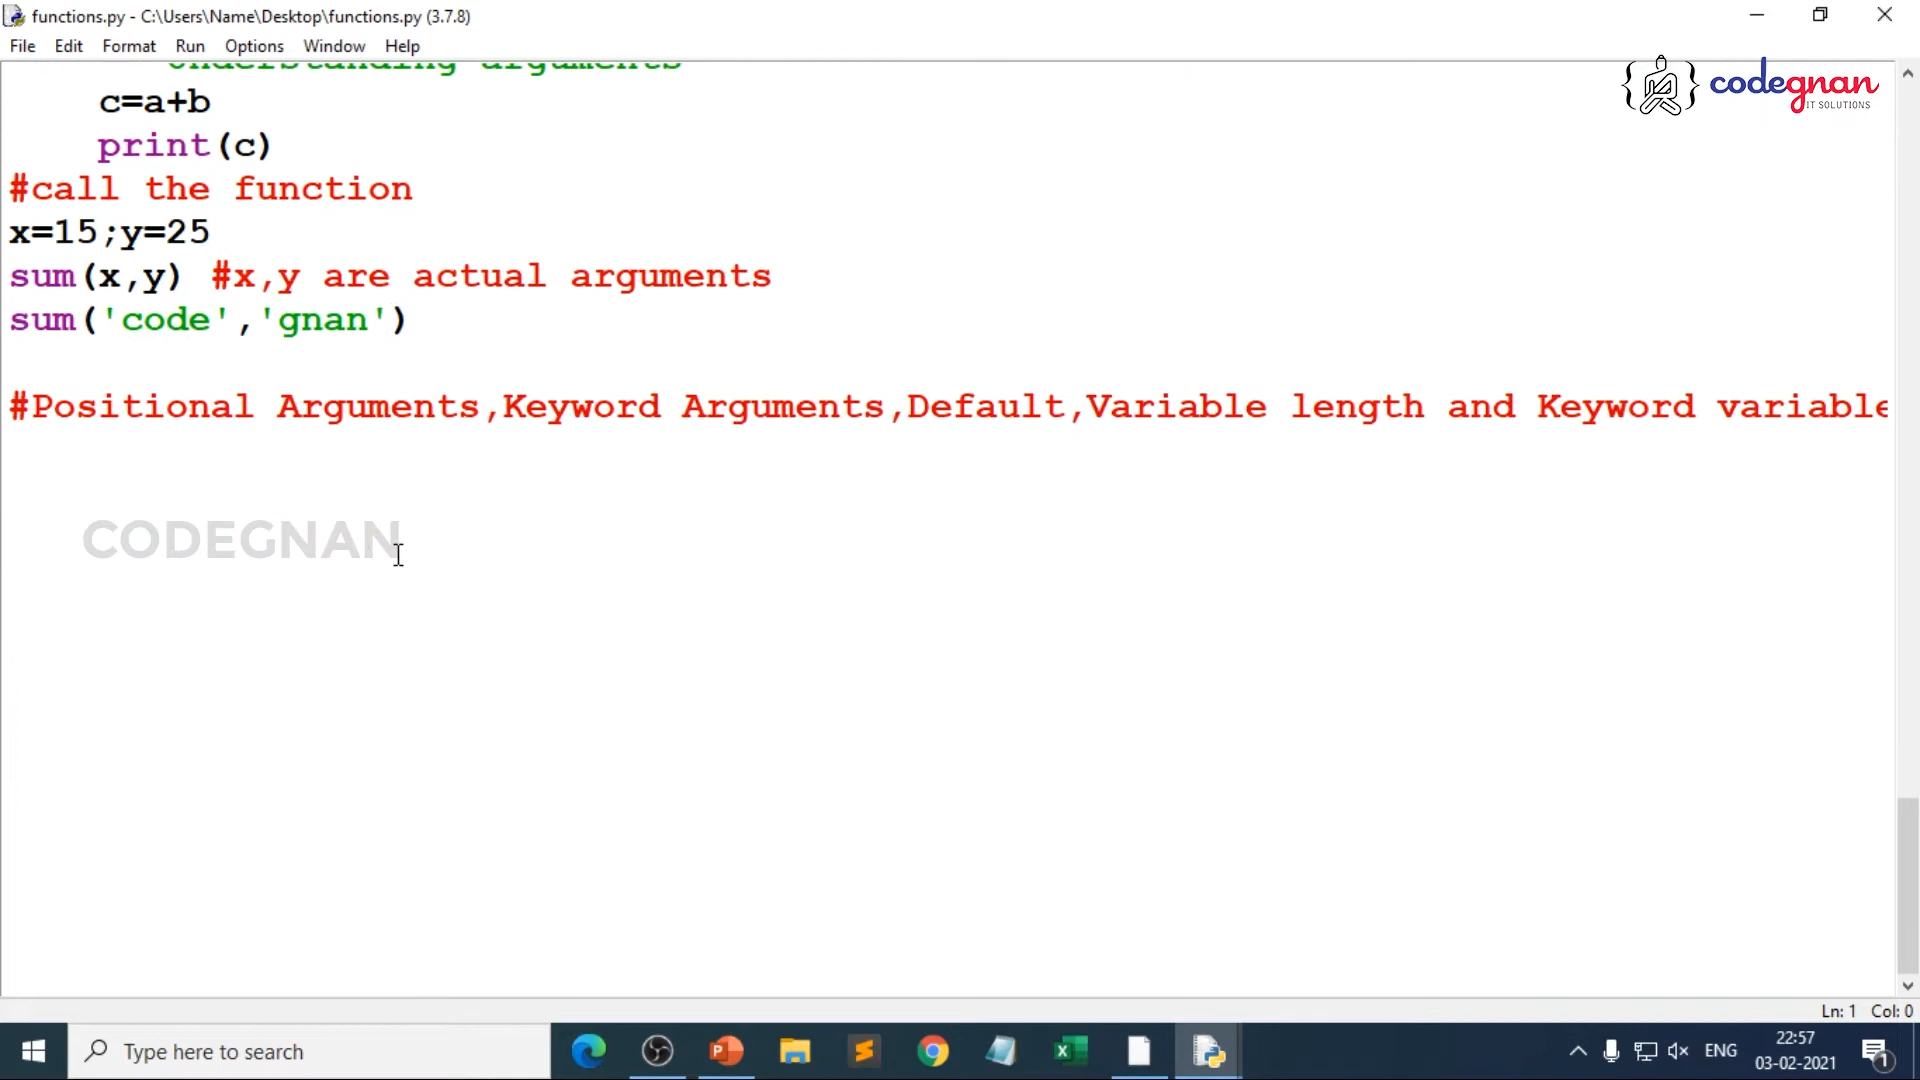 functions.py - C:\Users\Name\Desktop\functions.py (3.7.8)
File Edit Format Run Options Window Help
understanding arguments
codegnan
IT SOLUTIONS
c=a+b
print(c)
#call the function
x=15;y=25
sum(x,y) #x,y are actual arguments
sum('code','gnan')
#Positional Arguments,Keyword Arguments,Default,Variable length and Keyword variable
CODEGNAN
Ln: 1 Col: 0
Type here to search
ENG
22:57
03-02-2021
1